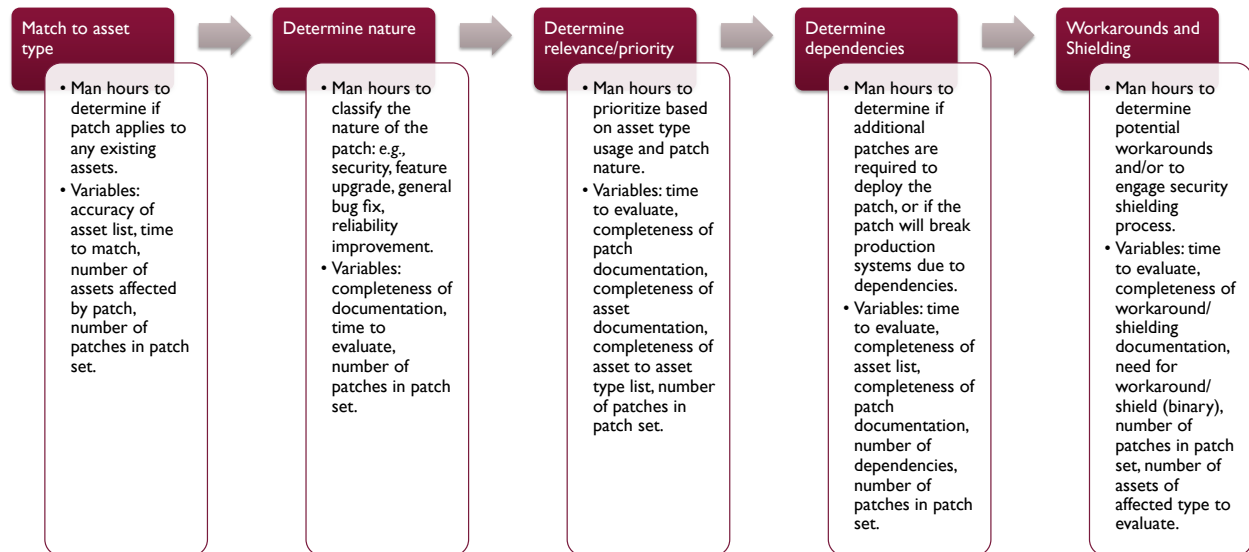 Match to asset
type
• Man hours to
determine if
patch applies to
any existing
assets.
• Variables:
accuracy of
asset list, time
to match,
number of
assets affected
by patch,
number of
patches in patch
set.
Determine nature
• Man hours to
classify the
nature of the
patch: e.g.,
security, feature
upgrade, general
bug fix,
reliability
improvement.
• Variables:
completeness of
documentation,
time to
evaluate,
number of
patches in patch
set.
Determine
relevance/priority
• Man hours to
prioritize based
on asset type
usage and patch
nature.
• Variables: time
to evaluate,
completeness of
patch
documentation,
completeness of
asset
documentation,
completeness of
asset to asset
type list, number
of patches in
patch set.
Determine
dependencies
• Man hours to
determine if
additional
patches are
required to
deploy the
patch, or if the
patch will break
production
systems due to
dependencies.
• Variables: time
to evaluate,
completeness of
asset list,
completeness of
patch
documentation,
number of
dependencies,
number of
patches in patch
set.
Workarounds and
Shielding
• Man hours to
determine
potential
workarounds
and/or to
engage security
shielding
process.
• Variables: time
to evaluate,
completeness of
workaround/
shielding
documentation,
need for
workaround/
shield (binary),
number of
patches in patch
set, number of
assets of
affected type to
evaluate.